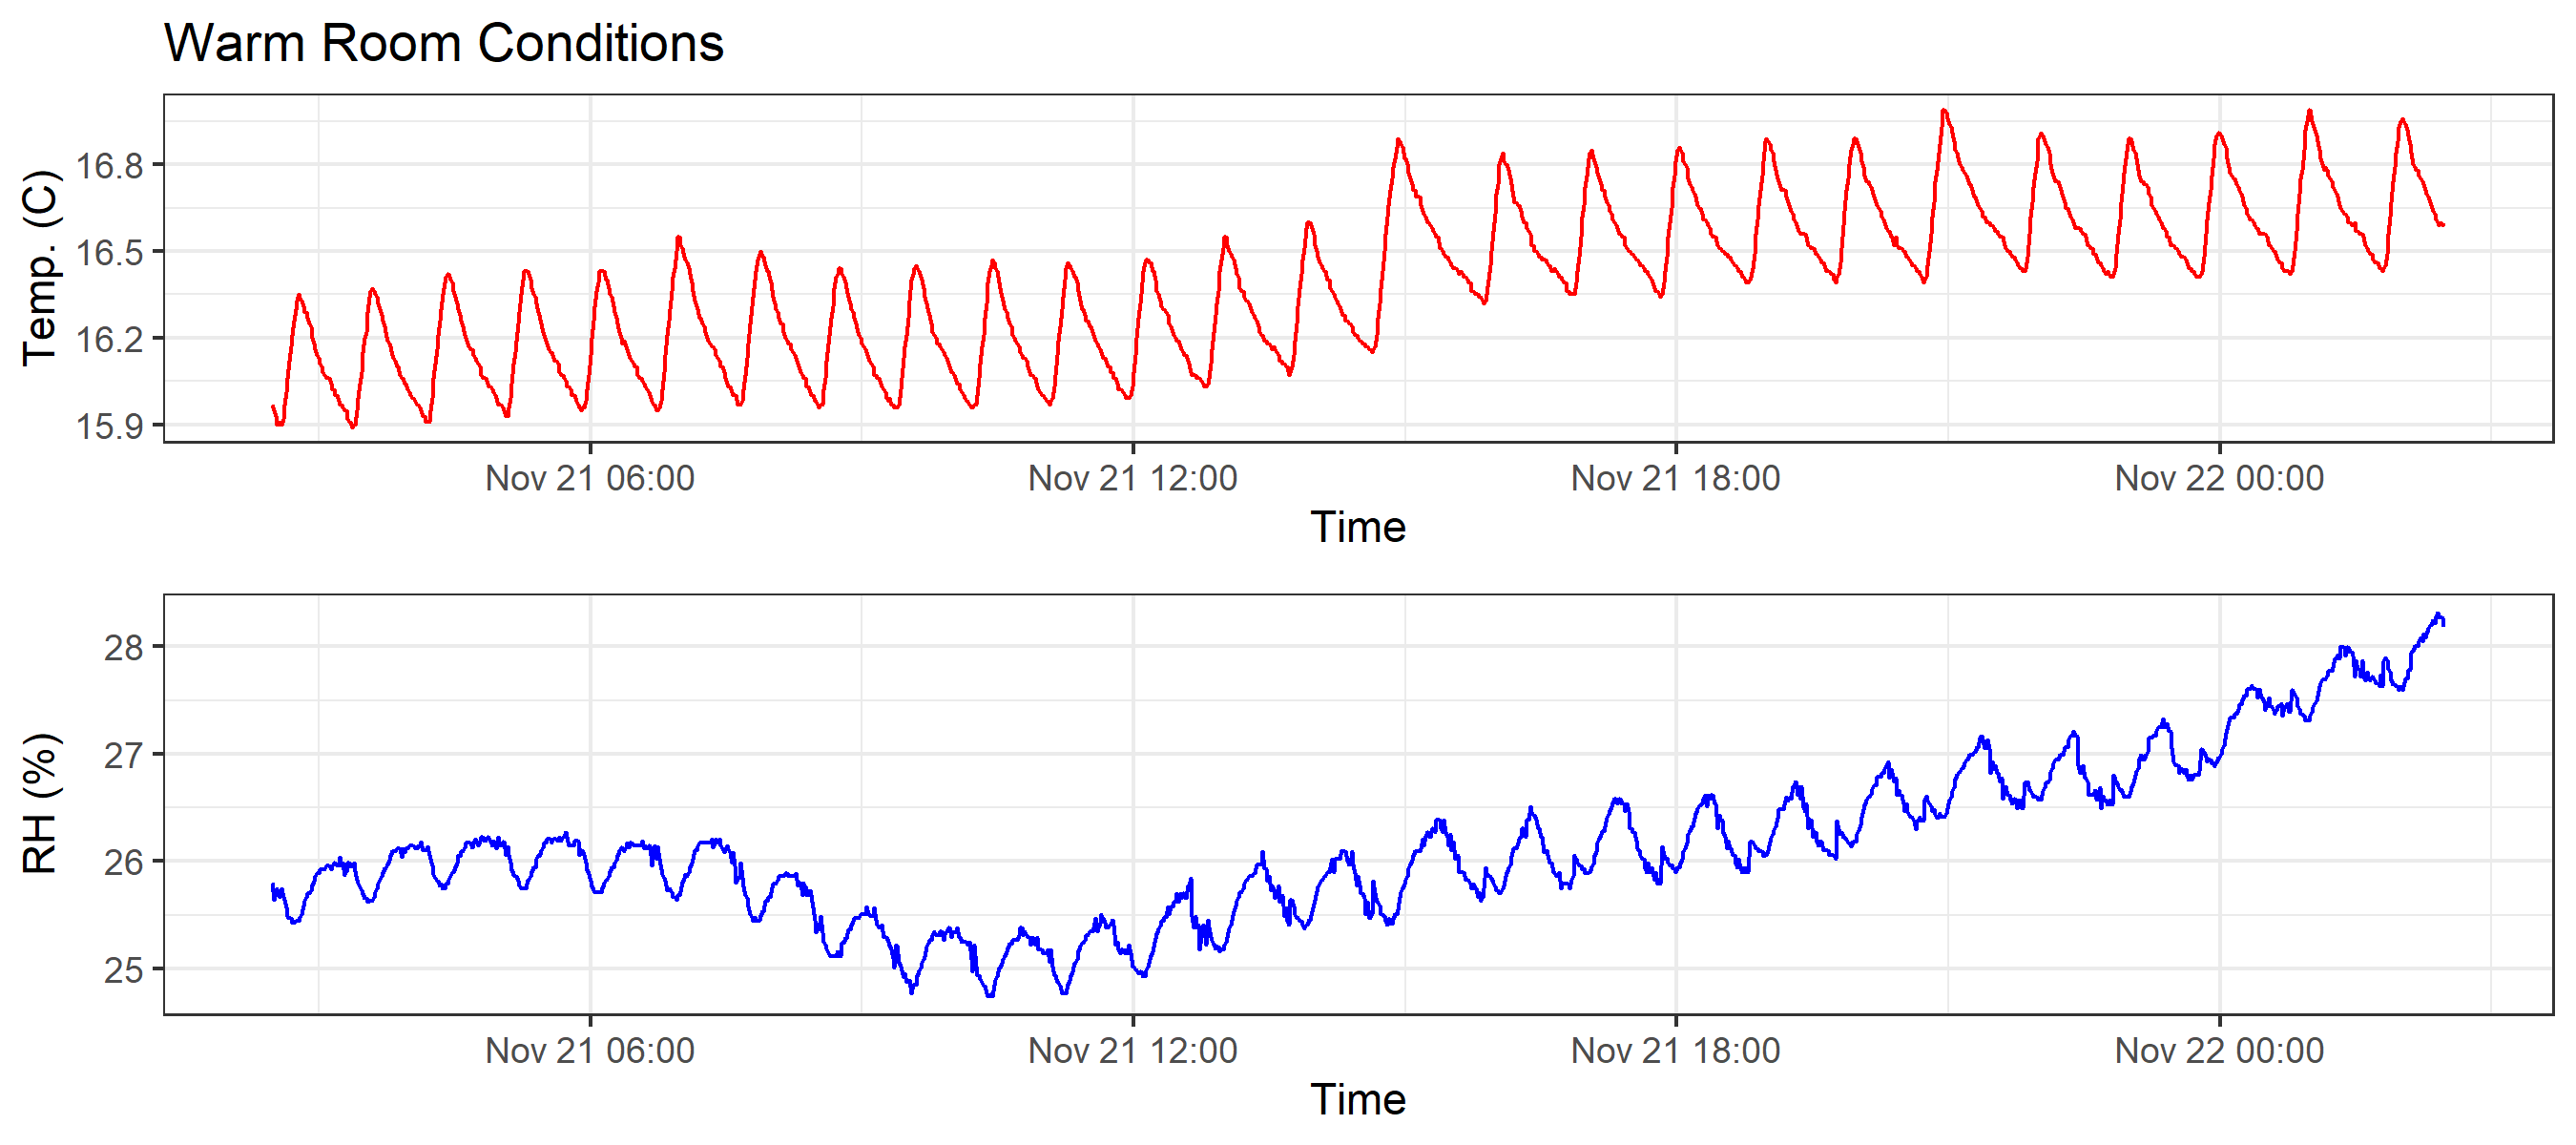 Warm Room Conditions
Temp. (C)
16.8
16.5
16.2
15.9
Nov 21 06:00 Nov 21 12:00 Nov 21 18:00 Nov 22 00:00
Time
RH (%)
28
27
26
25
Nov 21 06:00 Nov 21 12:00 Nov 21 18:00 Nov 22 00:00
Time